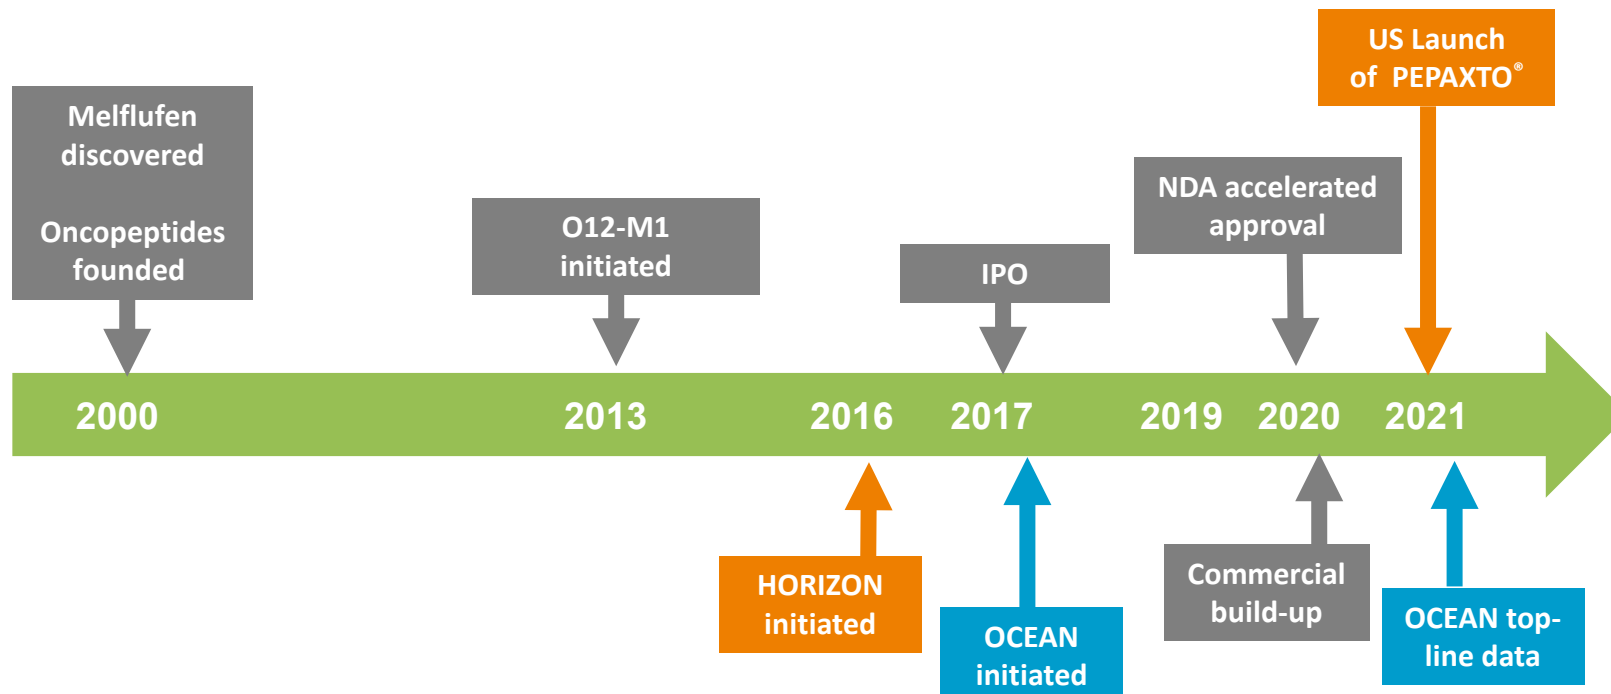 US Launch
of PEPAXTO®
Melflufen
discovered
Oncopeptides
founded
NDA accelerated
approval
O12-M1
initiated
IPO
2000
2013
2016
2017
2019
2020
2021
HORIZON
initiated
OCEAN
initiated
Commercial
build-up
OCEAN top-
line data